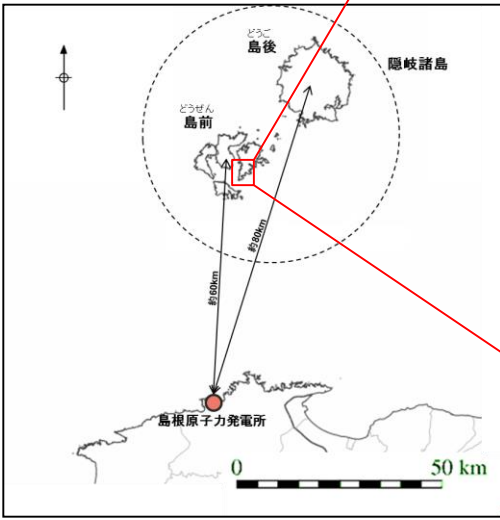 どうご
島後
隠岐諸島
どうぜん
島前
約80km
約60km
島根原子力発電所
0 50 km